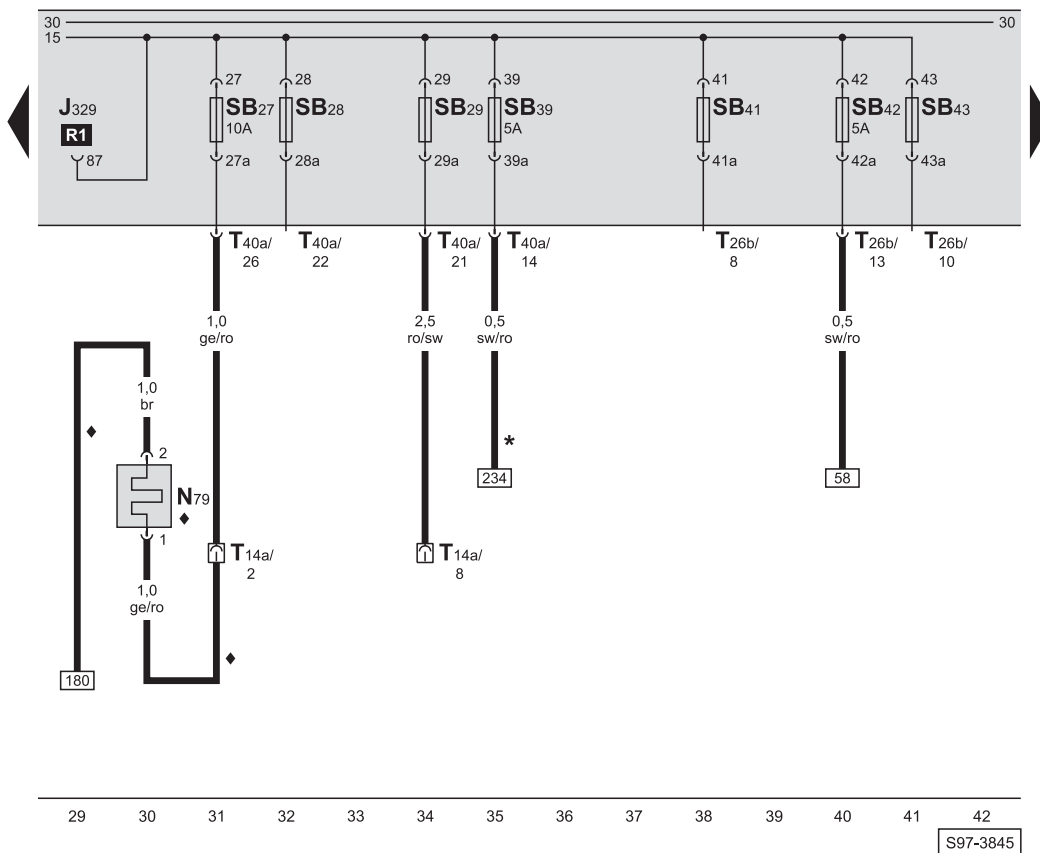 30 30
15
27 28 29 39 41 42 43
J329 SB27 SB28 SB29 SB39 SB41 SB42 SB43
10A 5A 5A
R1
87 27a 28a 29a 39a 41a 42a 43a
T40a/ T40a/ T40a/ T40a/ T26b/ T26b/ T26b/
26 22 21 14 8 13 10
1,0 2,5 0,5 0,5
ge/ro ro/sw sw/ro sw/ro
1,0
br
*
2
234 58
N79
1
T14a/ T14a/
2 8
1,0
ge/ro
180
29 30 31 32 33 34 35 36 37 38 39 40 41 42
S97-3845